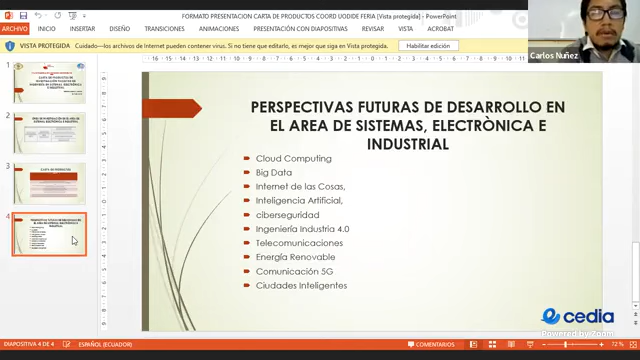 FORMATO PRESENTACION CARTA DE PRODUCTOS COORD UODIDE FERIA [Vista protegida] - PowerPoint
ARCHIVO INICIO INSERTAR DISEÑO TRANSICIONES ANIMACIONES PRESENTACIÓN CON DIAPOSITIVAS REVISAR VISTA ACROBAT
VISTA PROTEGIDA Cuidado—los archivos de Internet pueden contener virus. Si no tiene que editarlo, es mejor que siga en Vista protegida. Habilitar edición
Carlos Nuñez
1
2
3
4
PERSPECTIVAS FUTURAS DE DESARROLLO EN
EL AREA DE SISTEMAS, ELECTRÒNICA E
INDUSTRIAL
Cloud Computing
Big Data
Internet de las Cosas,
Inteligencia Artificial,
ciberseguridad
Ingeniería Industria 4.0
Telecomunicaciones
Energía Renovable
Comunicación 5G
Ciudades Inteligentes
cedia
Powered by Zoom
DIAPOSITIVA 4 DE 4 ESPAÑOL (ECUADOR) COMENTARIOS 72 %